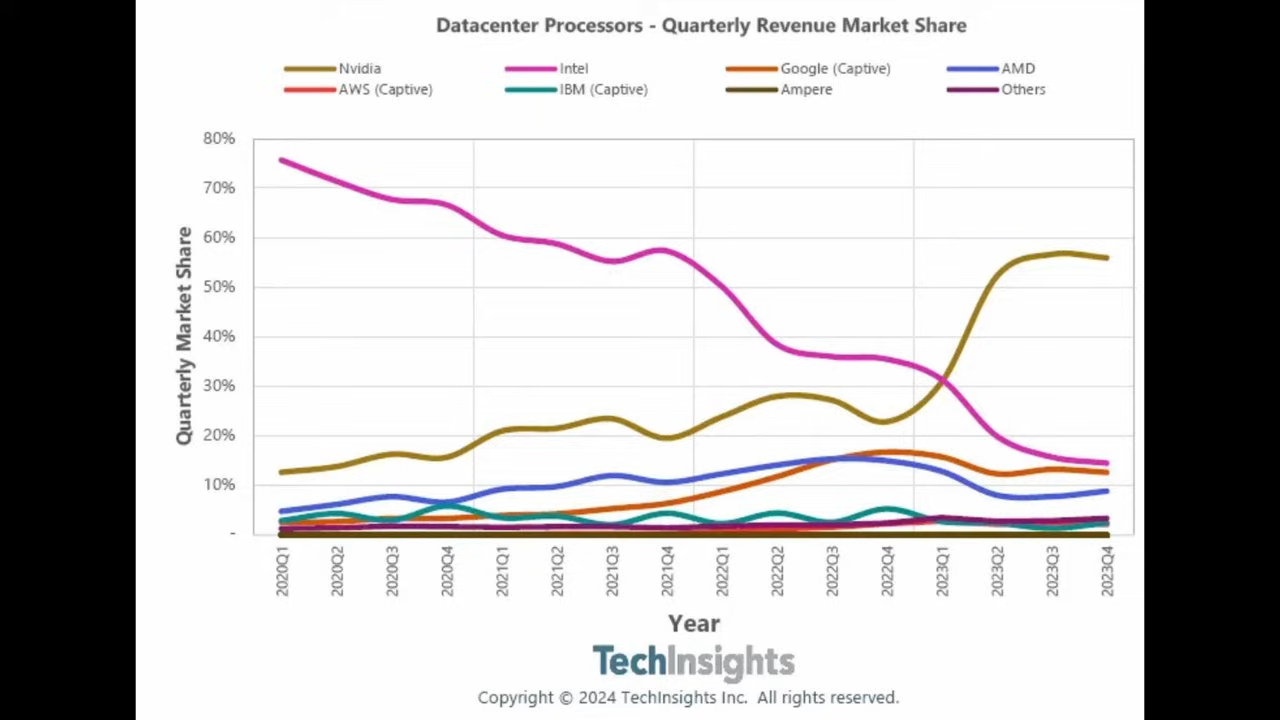 Datacenter Processors - Quarterly Revenue Market Share
Nvidia Intel Google (Captive) AMD
AWS (Captive) IBM (Captive) Ampere Others
80%
70%
60%
50%
40%
30%
20%
10%
-
Quarterly Market Share
2020Q1 2020Q2 2020Q3 2020Q4 2021Q1 2021Q2 2021Q3 2021Q4 2022Q1 2022Q2 2022Q3 2022Q4 2023Q1 2023Q2 2023Q3 2023Q4
Year
TechInsights
Copyright © 2024 TechInsights Inc. All rights reserved.